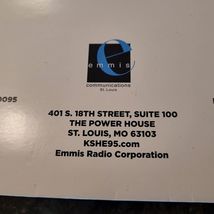 emmis
communications
St. Louis
0095
401 S. 18TH STREET, SUITE 100
THE POWER HOUSE
ST. LOUIS, MO 63103
KSHE95.com
Emmis Radio Corporation